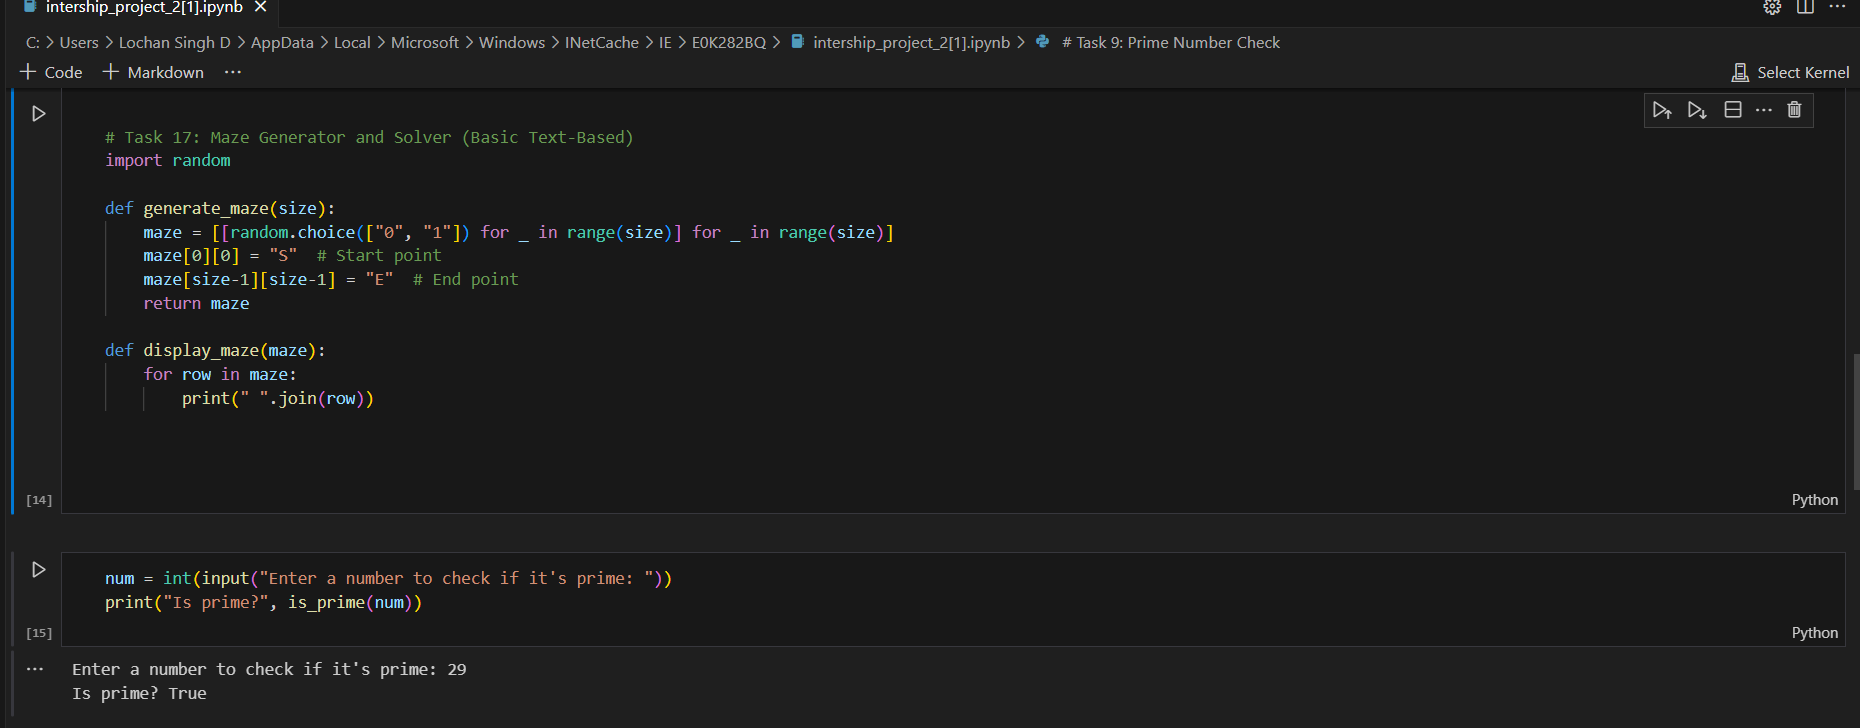 intership_project_2[1].ipynb
C: > Users > Lochan Singh D > AppData > Local > Microsoft > Windows > INetCache > IE > E0K282BQ > intership_project_2[1].ipynb > # Task 9: Prime Number Check
+ Code + Markdown ··· Select Kernel
# Task 17: Maze Generator and Solver (Basic Text-Based)
import random
def generate_maze(size):
    maze = [[random.choice(["0", "1"]) for _ in range(size)] for _ in range(size)]
    maze[0][0] = "S"  # Start point
    maze[size-1][size-1] = "E"  # End point
    return maze
def display_maze(maze):
    for row in maze:
        print(" ".join(row))
[14] Python
num = int(input("Enter a number to check if it's prime: "))
print("Is prime?", is_prime(num))
[15] Python
··· Enter a number to check if it's prime: 29
Is prime? True